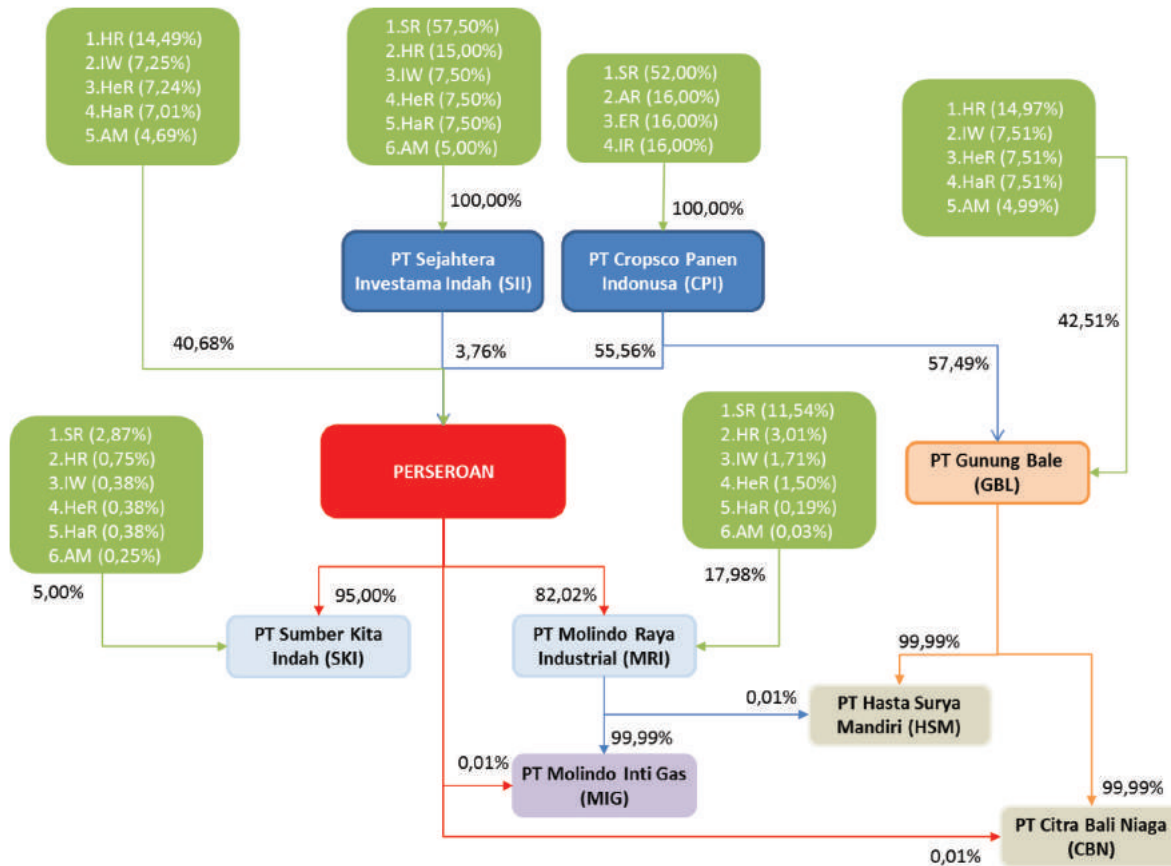 1.HR (14,49%)
2.IW (7,25%)
3.HeR (7,24%)
4.HaR (7,01%)
5.AM (4,69%)
1.SR (57,50%)
2.HR (15,00%)
3.IW (7,50%)
4.HeR (7,50%)
5.HaR (7,50%)
6.AM (5,00%)
1.SR (52,00%)
2.AR (16,00%)
3.ER (16,00%)
4.IR (16,00%)
1.HR (14,97%)
2.IW (7,51%)
3.HeR (7,51%)
4.HaR (7,51%)
5.AM (4,99%)
100,00%
100,00%
PT Sejahtera
Investama Indah (SII)
PT Cropsco Panen
Indonusa (CPI)
40,68%
3,76%
55,56%
57,49%
42,51%
1.SR (2,87%)
2.HR (0,75%)
3.IW (0,38%)
4.HeR (0,38%)
5.HaR (0,38%)
6.AM (0,25%)
PERSEROAN
1.SR (11,54%)
2.HR (3,01%)
3.IW (1,71%)
4.HeR (1,50%)
5.HaR (0,19%)
6.AM (0,03%)
PT Gunung Bale
(GBL)
5,00%
95,00%
82,02%
17,98%
PT Sumber Kita
Indah (SKI)
PT Molindo Raya
Industrial (MRI)
99,99%
0,01%
PT Hasta Surya
Mandiri (HSM)
99,99%
0,01%
PT Molindo Inti Gas
(MIG)
99,99%
PT Citra Bali Niaga
(CBN)
0,01%